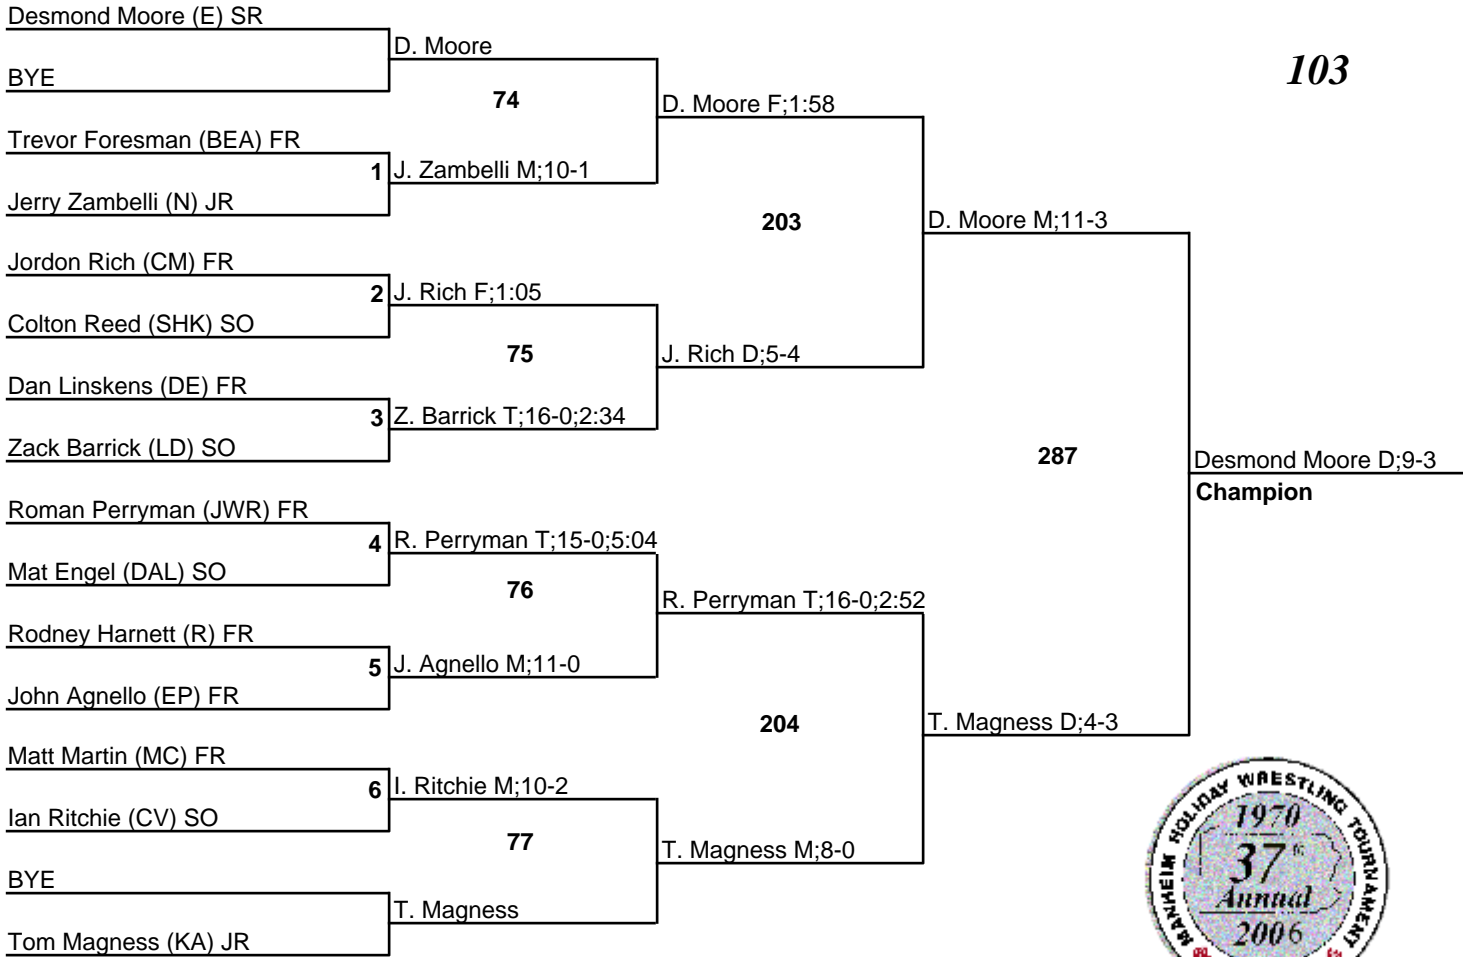 Desmond Moore (E) SR
D. Moore
BYE
103
74
D. Moore F;1:58
Trevor Foresman (BEA) FR
1 J. Zambelli M;10-1
Jerry Zambelli (N) JR
203
D. Moore M;11-3
Jordon Rich (CM) FR
2 J. Rich F;1:05
Colton Reed (SHK) SO
75
J. Rich D;5-4
Dan Linskens (DE) FR
3 Z. Barrick T;16-0;2:34
Zack Barrick (LD) SO
287
Desmond Moore D;9-3
Champion
Roman Perryman (JWR) FR
4 R. Perryman T;15-0;5:04
Mat Engel (DAL) SO
76
R. Perryman T;16-0;2:52
Rodney Harnett (R) FR
5 J. Agnello M;11-0
John Agnello (EP) FR
204
T. Magness D;4-3
Matt Martin (MC) FR
6 I. Ritchie M;10-2
Ian Ritchie (CV) SO
77
T. Magness M;8-0
BYE
T. Magness
Tom Magness (KA) JR
MANHEIM HOLIDAY WRESTLING TOURNAMENT
1970
37
Annual
2006